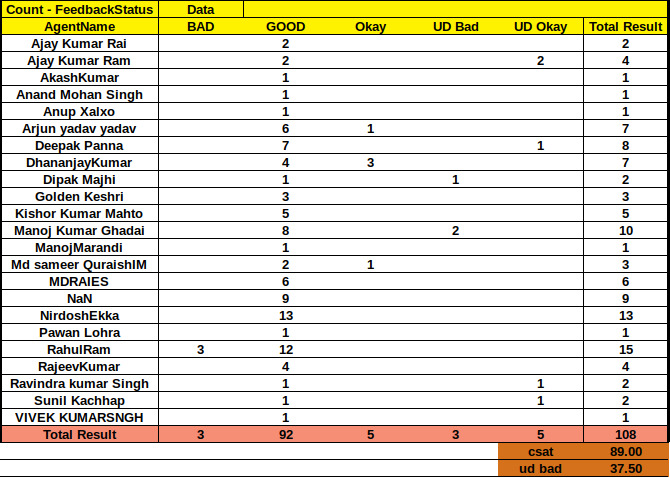 Count - FeedbackStatus Data
AgentName BAD GOOD Okay UD Bad UD Okay Total Result
Ajay Kumar Rai 2 2
Ajay Kumar Ram 2 2 4
AkashKumar 1 1
Anand Mohan Singh 1 1
Anup Xalxo 1 1
Arjun yadav yadav 6 1 7
Deepak Panna 7 1 8
DhananjayKumar 4 3 7
Dipak Majhi 1 1 2
Golden Keshri 3 3
Kishor Kumar Mahto 5 5
Manoj Kumar Ghadai 8 2 10
ManojMarandi 1 1
Md sameer QuraishIM 2 1 3
MDRAIES 6 6
NaN 9 9
NirdoshEkka 13 13
Pawan Lohra 1 1
RahulRam 3 12 15
RajeevKumar 4 4
Ravindra kumar Singh 1 1 2
Sunil Kachhap 1 1 2
VIVEK KUMARSNGH 1 1
Total Result 3 92 5 3 5 108
csat 89.00
ud bad 37.50